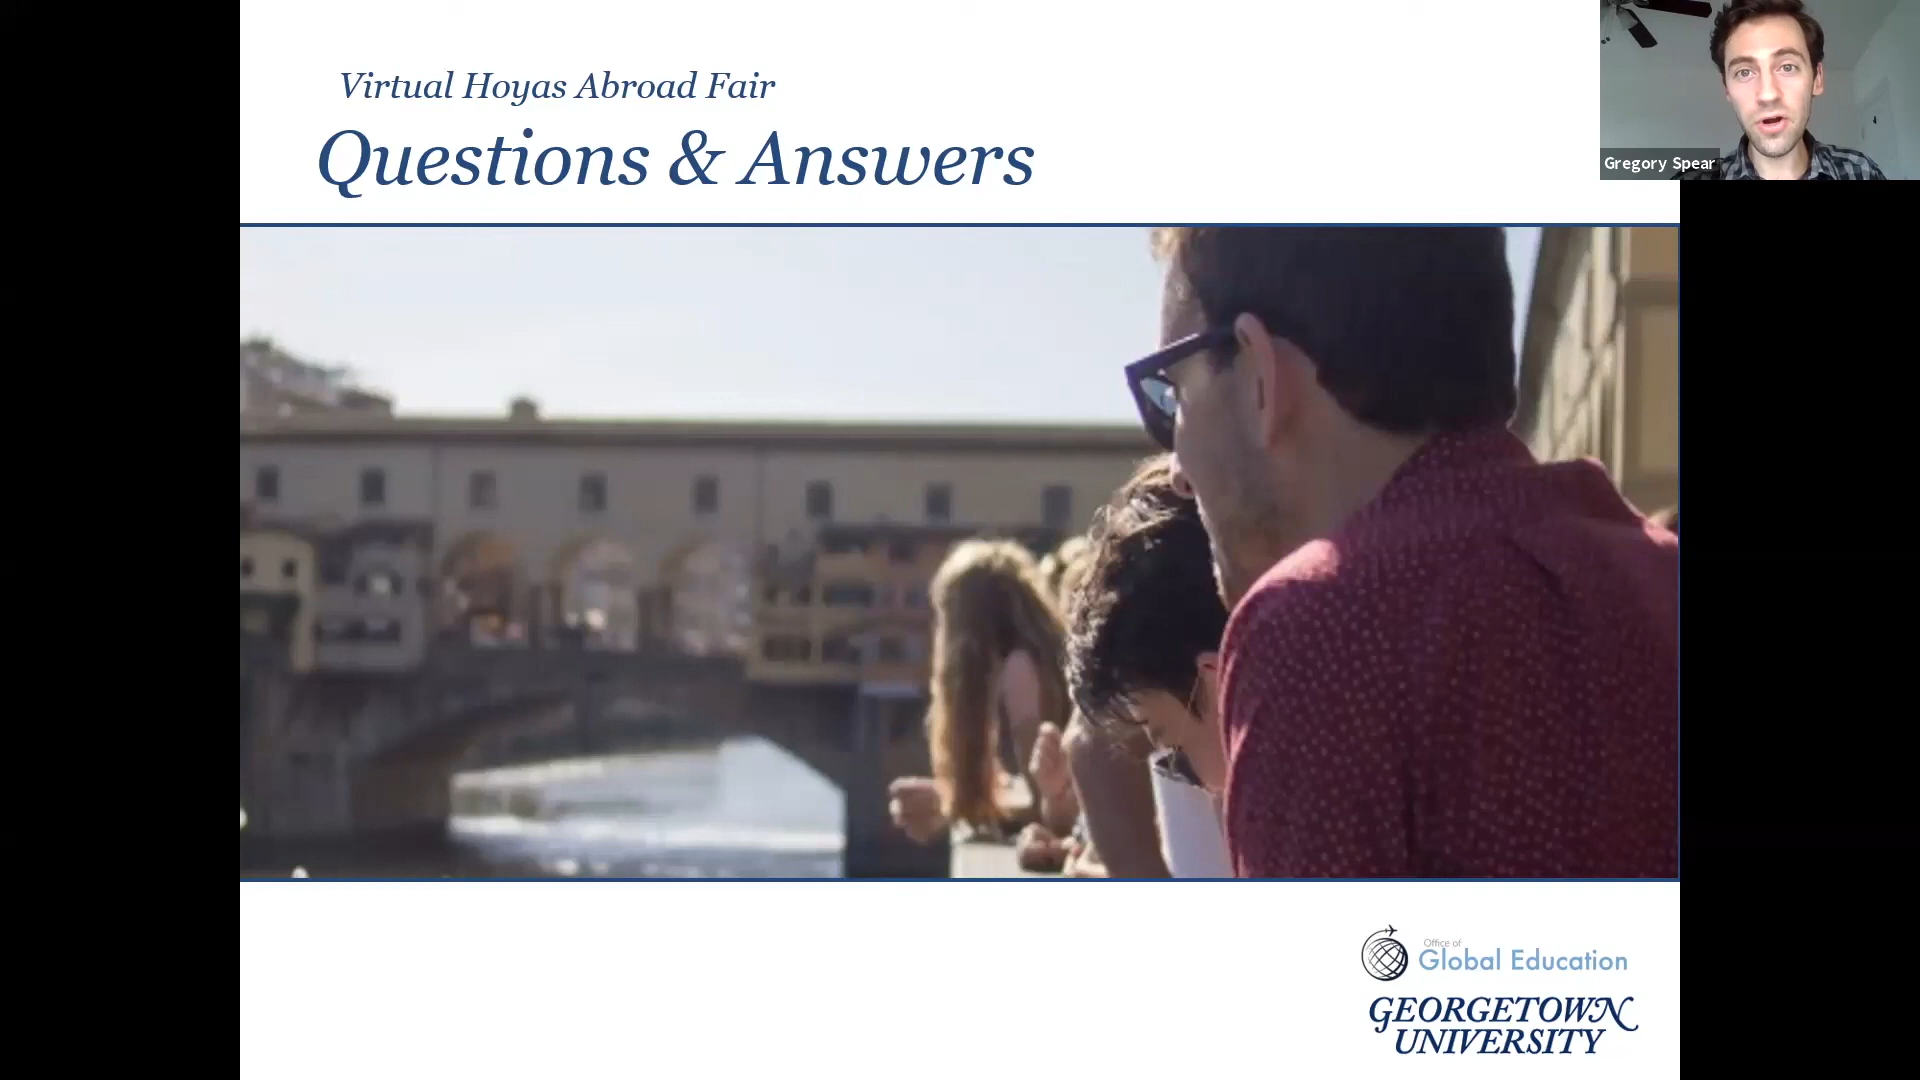 Virtual Hoyas Abroad Fair
Questions & Answers
Gregory Spear
Office of
Global Education
GEORGETOWN
UNIVERSITY